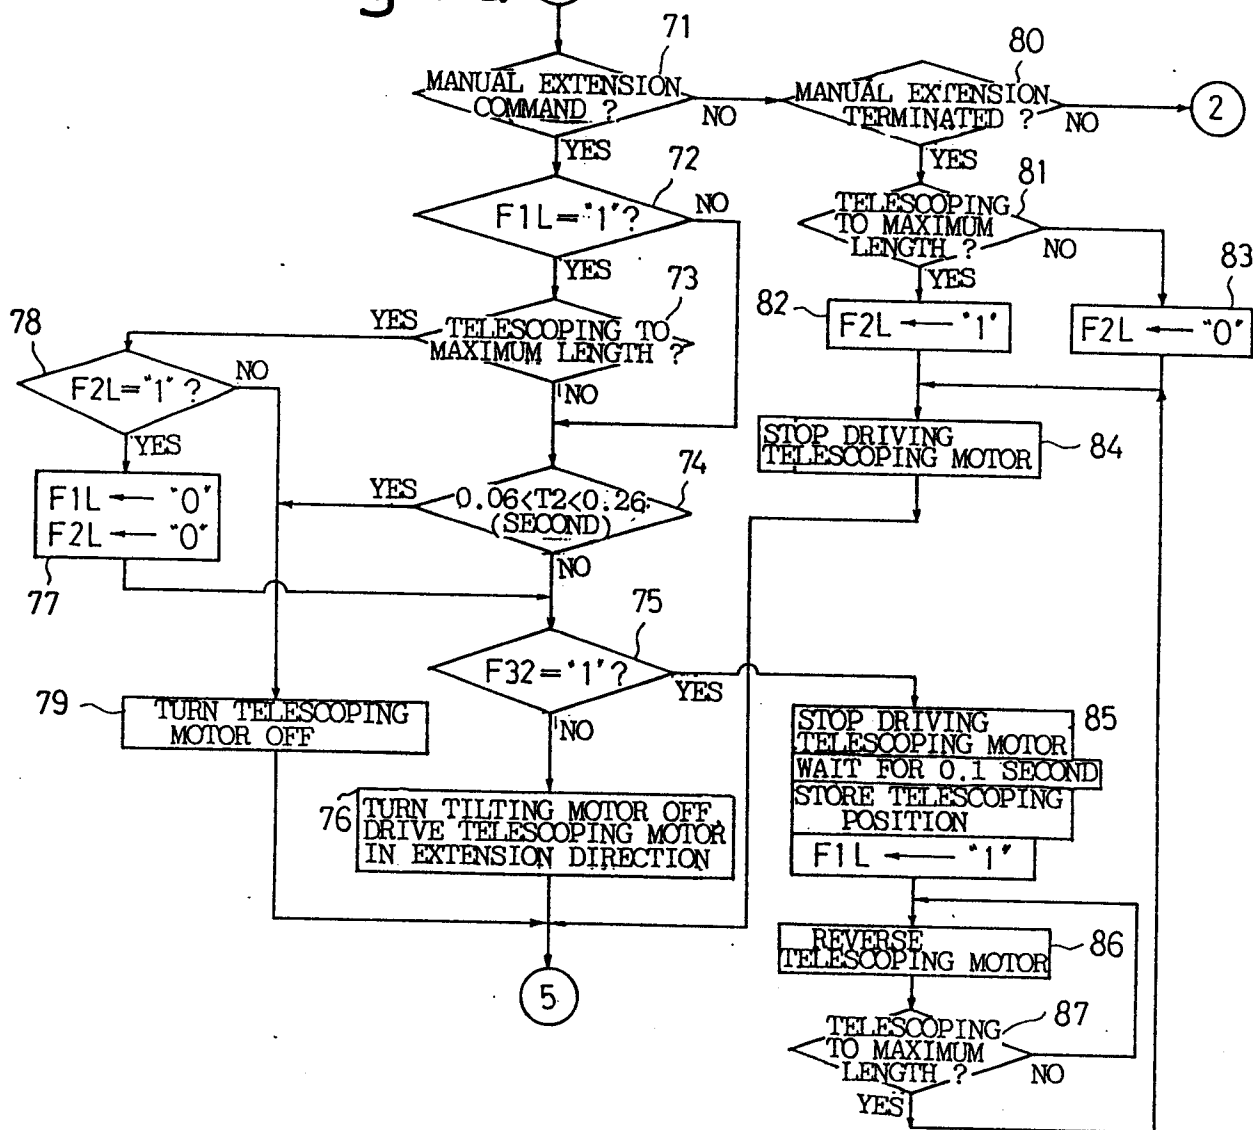 71
MANUAL EXTENSION
COMMAND ?
NO
YES
80
MANUAL EXTENSION
TERMINATED ?
NO
2
YES
72
F1L="1"?
NO
YES
81
TELESCOPING
TO MAXIMUM
LENGTH ?
NO
YES
73
TELESCOPING TO
MAXIMUM LENGTH ?
YES
NO
82
F2L ← "1"
83
F2L ← "0"
78
F2L="1"?
NO
YES
84
STOP DRIVING
TELESCOPING MOTOR
74
0.06<T2<0.26
(SECOND)
YES
NO
F1L ← "0"
F2L ← "0"
77
75
F32="1"?
YES
NO
79
TURN TELESCOPING
MOTOR OFF
85
STOP DRIVING
TELESCOPING MOTOR
WAIT FOR 0.1 SECOND
STORE TELESCOPING
POSITION
F1L ← "1"
76
TURN TILTING MOTOR OFF
DRIVE TELESCOPING MOTOR
IN EXTENSION DIRECTION
5
86
REVERSE
TELESCOPING MOTOR
87
TELESCOPING
TO MAXIMUM
LENGTH ?
NO
YES